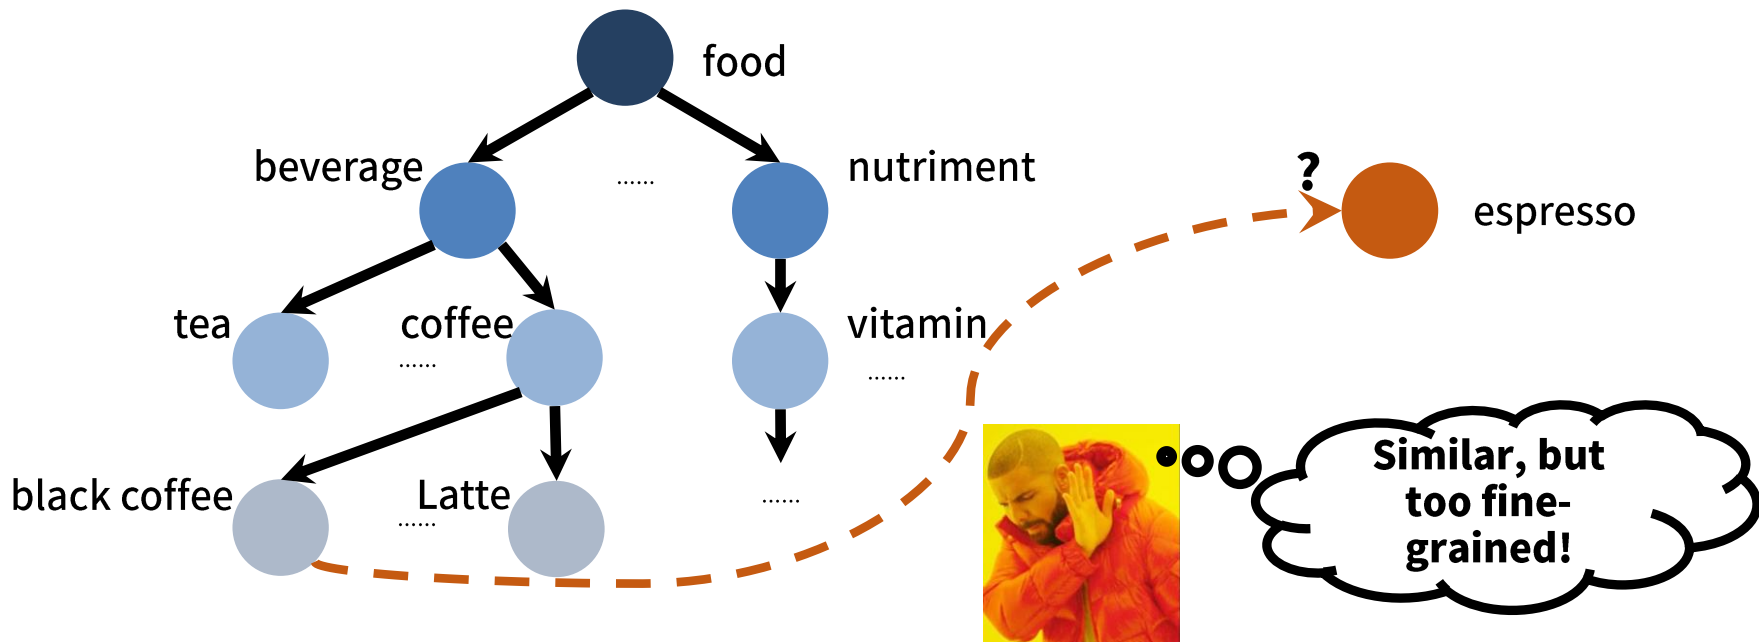 food
beverage
......
nutriment
?
espresso
tea
coffee
......
vitamin
......
black coffee
......
Latte
......
Similar, but
too fine-
grained!